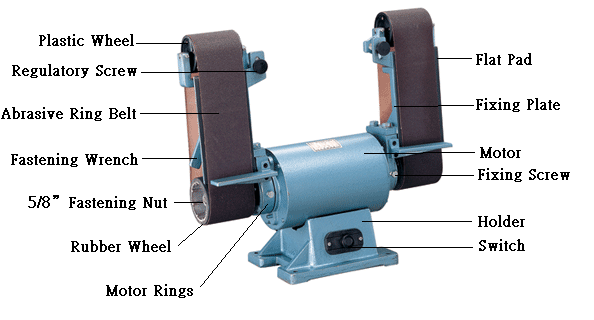 Plastic Wheel
Regulatory Screw
Abrasive Ring Belt
Fastening Wrench
5/8” Fastening Nut
Rubber Wheel
Motor Rings
Flat Pad
Fixing Plate
Motor
Fixing Screw
Holder
Switch